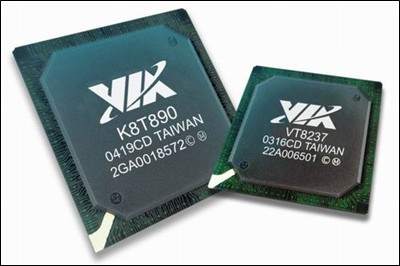 VIA
K8T890
0419CD TAIWAN
2GA0018572 © Ⓜ
VIA
VT8237
0316CD TAIWAN
22A006501 © Ⓜ